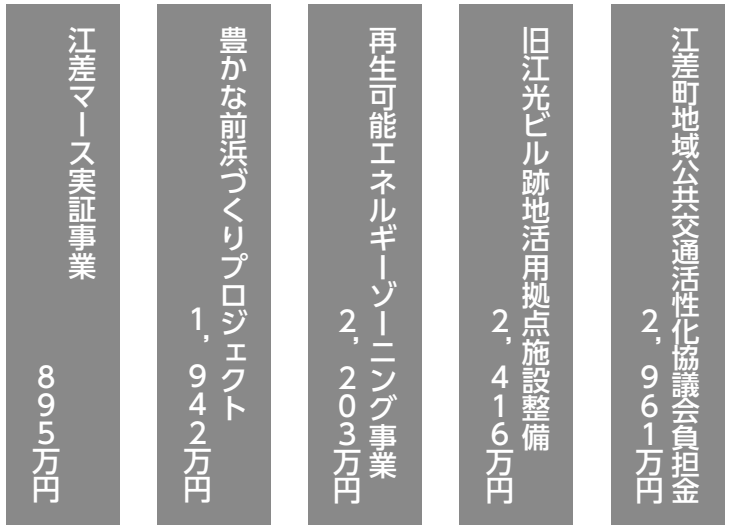 江差町地域公共交通活性化協議会負担金
2,961万円
旧江光ビル跡地活用拠点施設整備
2,416万円
再生可能エネルギーゾーニング事業
2,203万円
豊かな前浜づくりプロジェクト
1,942万円
江差マース実証事業
895万円